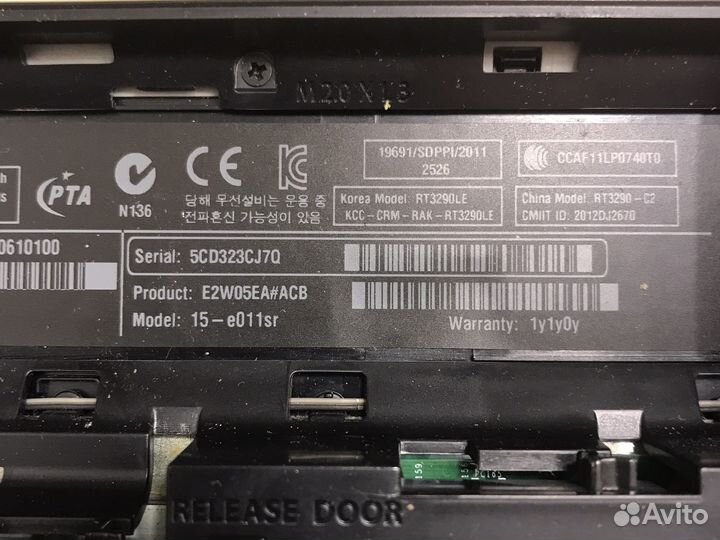 M20N13
19691/SDPPI/2011
2526
CCAF11LP0740T0
h
s
PTA
N136
CE
당해 무선설비는 운용 중
전파혼신 가능성이 있음
Korea Model: RT3290LE
KCC-CRM-RAK-RT3290LE
China Model: RT3290-C2
CMIIT ID: 2012DJ2670
0610100
Serial: 5CD323CJ7Q
Product: E2W05EA#ACB
Model: 15-e011sr
Warranty: 1y1y0y
159
PC165
RELEASE DOOR
Avito